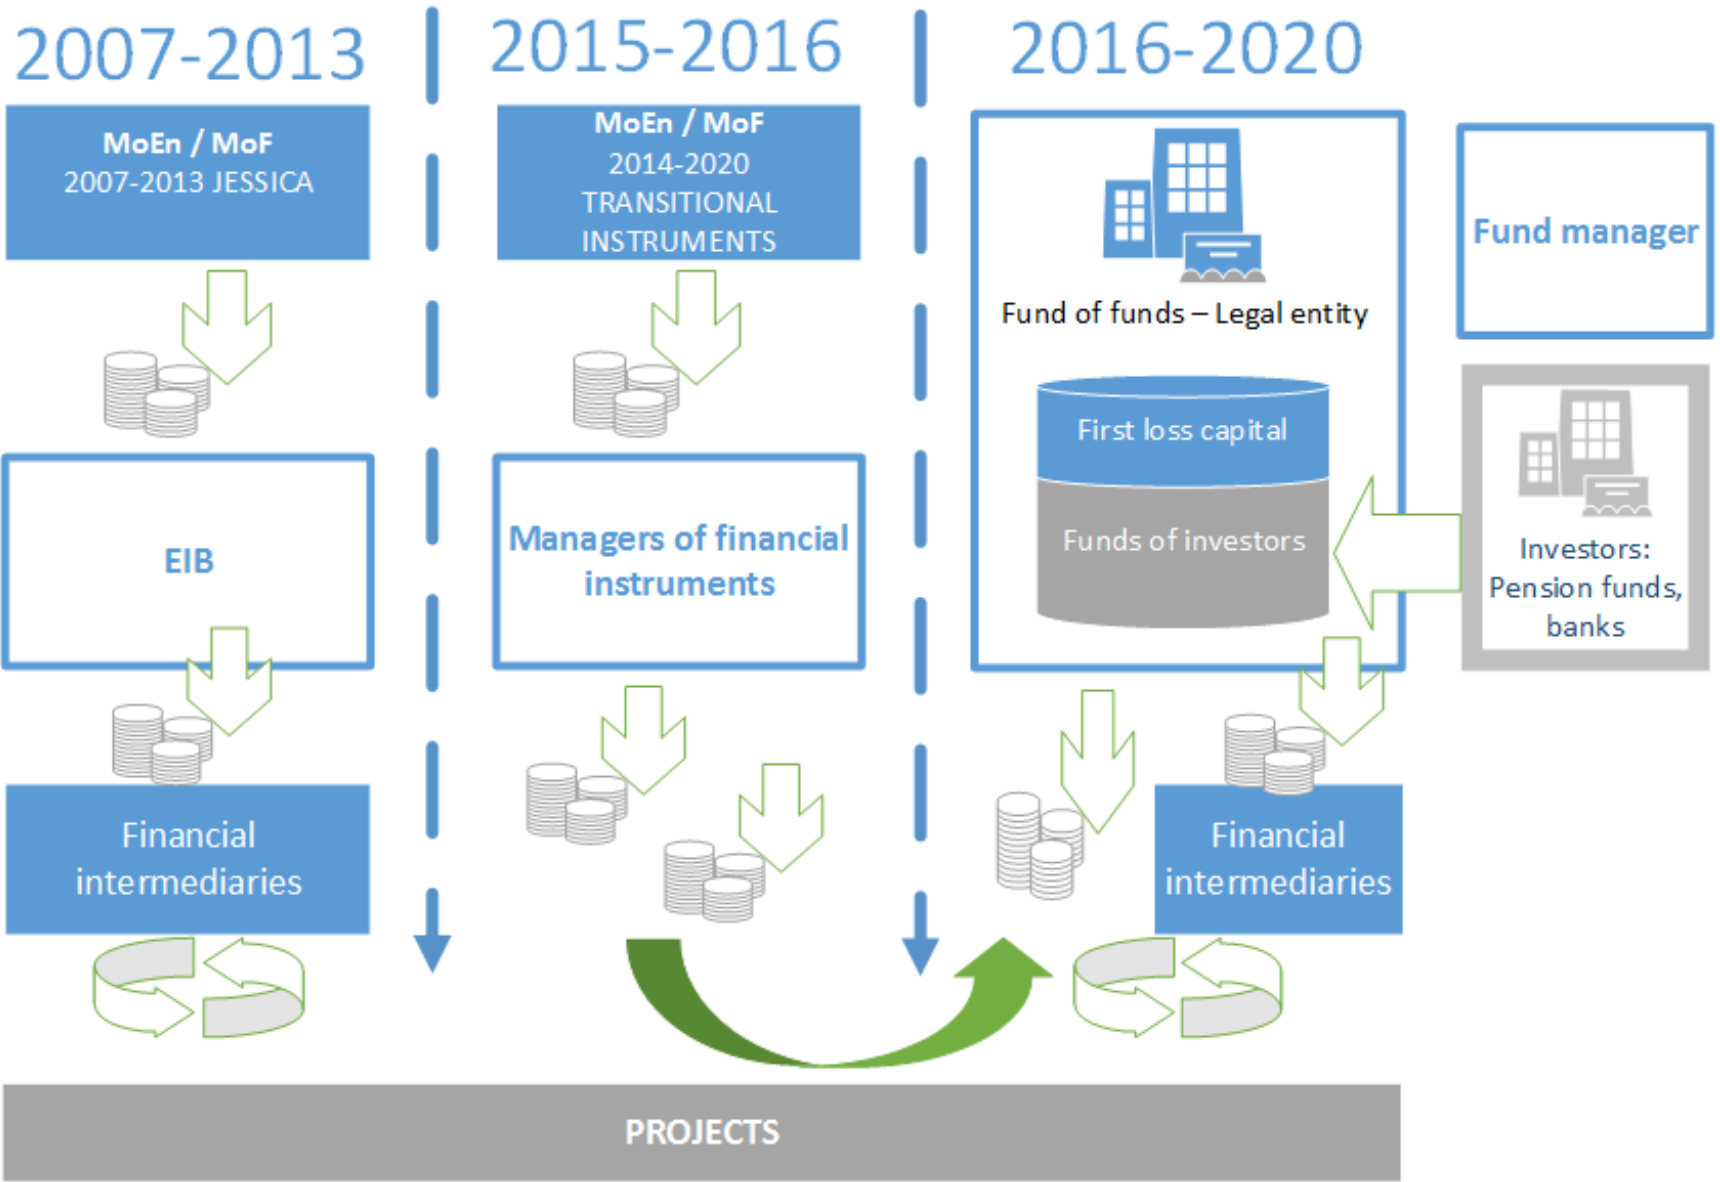 2007-2013
MoEn / MoF
2007-2013 JESSICA
EIB
Financial
intermediaries
2015-2016
MoEn / MoF
2014-2020
TRANSITIONAL
INSTRUMENTS
Managers of financial
instruments
2016-2020
Fund of funds – Legal entity
First loss capital
Funds of investors
Financial
intermediaries
Fund manager
Investors:
Pension funds,
banks
PROJECTS